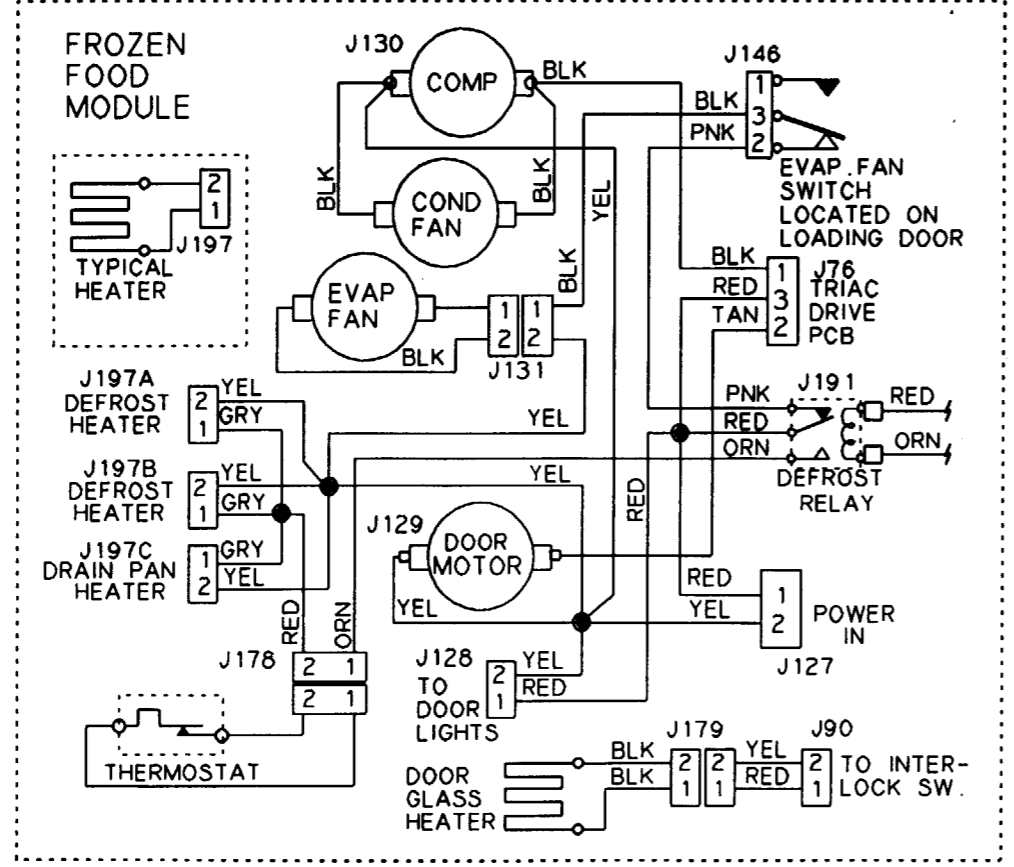 FROZEN
FOOD
MODULE
J130
COMP
BLK
J146
1
3
2
BLK
PNK
EVAP. FAN
SWITCH
LOCATED ON
LOADING DOOR
2
1
J197
TYPICAL
HEATER
BLK
COND
FAN
BLK
YEL
BLK
EVAP
FAN
BLK
1
2
1
2
J131
BLK
RED
TAN
1
3
2
J76
TRIAC
DRIVE
PCB
J197A
DEFROST
HEATER
2
1
YEL
GRY
YEL
PNK
RED
ORN
J191
RED
ORN
DEFROST
RELAY
J197B
DEFROST
HEATER
2
1
YEL
GRY
YEL
RED
J129
DOOR
MOTOR
J197C
DRAIN PAN
HEATER
1
2
GRY
YEL
RED
ORN
YEL
RED
YEL
1
2
POWER
IN
J127
J178
2 1
2 1
J128
TO
DOOR
LIGHTS
2
1
YEL
RED
THERMOSTAT
DOOR
GLASS
HEATER
BLK
BLK
J179
2
1
2
1
YEL
RED
J90
2
1
TO INTER-
LOCK SW.